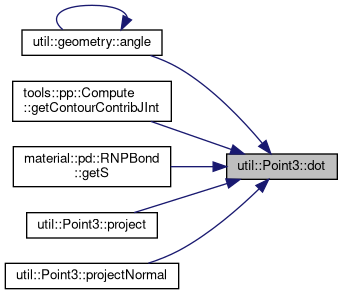 util::geometry::angle
tools::pp::Compute
::getContourContribJInt
material::pd::RNPBond
::getS
util::Point3::dot
util::Point3::project
util::Point3::projectNormal